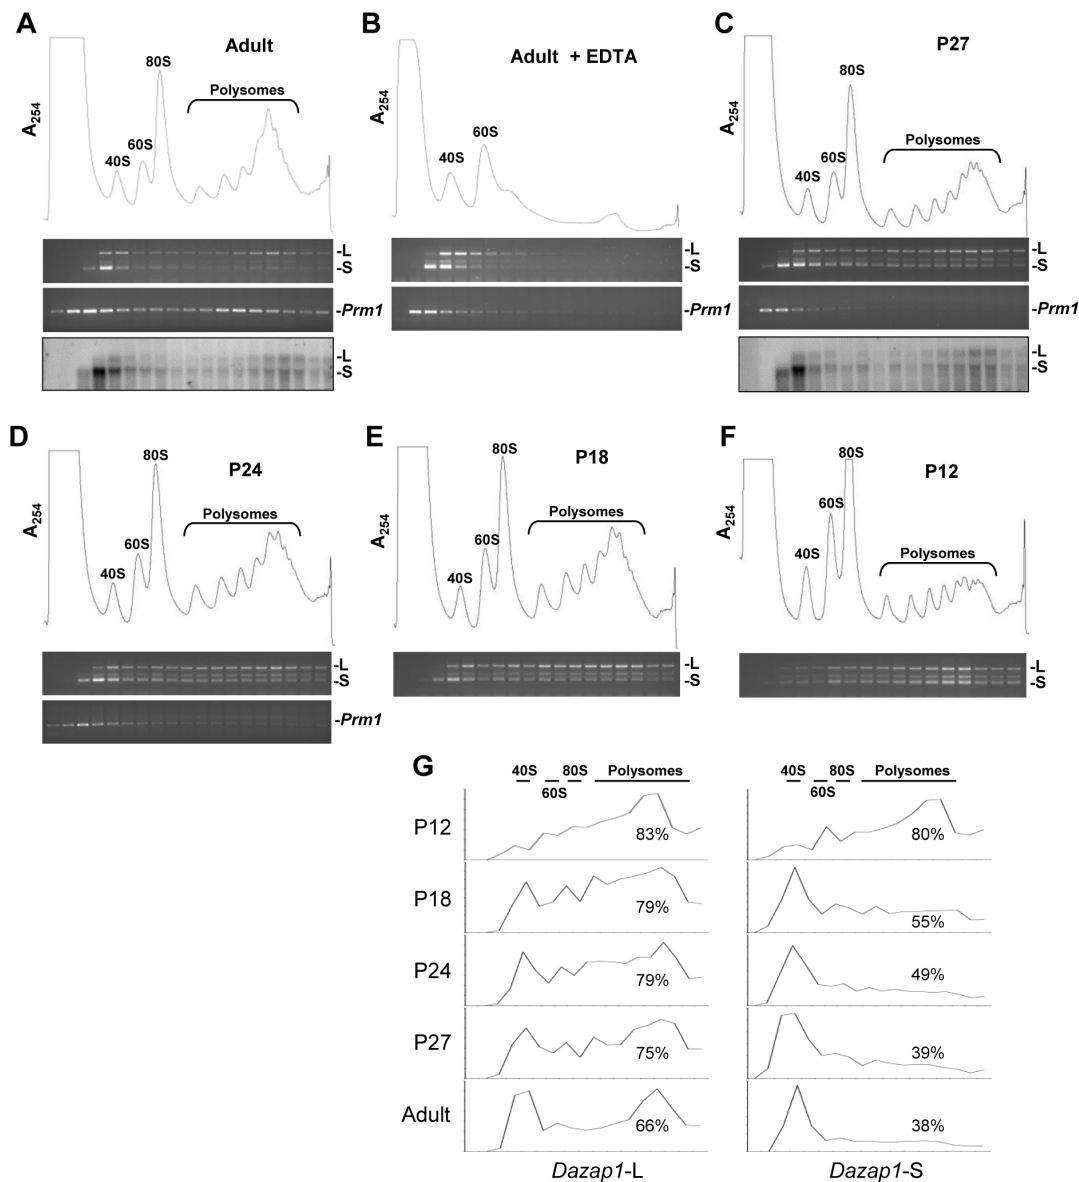 A
Adult
A254
40S
60S
80S
Polysomes
-L
-S
-Prm1
-L
-S
B
Adult + EDTA
A254
40S
60S
-L
-S
-Prm1
C
P27
A254
40S
60S
80S
Polysomes
-L
-S
-Prm1
-L
-S
D
P24
A254
40S
60S
80S
Polysomes
-L
-S
-Prm1
E
P18
A254
40S
60S
80S
Polysomes
-L
-S
F
P12
A254
40S
60S
80S
Polysomes
-L
-S
G
40S 80S Polysomes 40S 80S Polysomes
60S 60S
P12 83% 80%
P18 79% 55%
P24 79% 49%
P27 75% 39%
Adult 66% 38%
Dazap1-L Dazap1-S